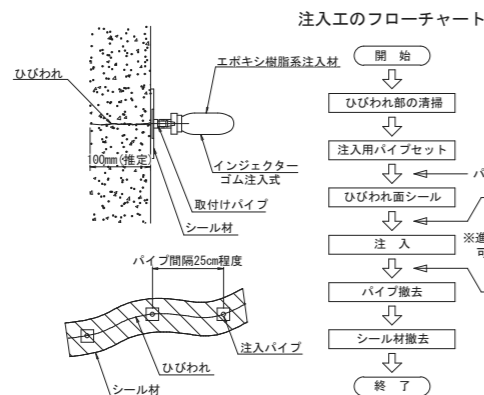 注入工のフローチャート
エポキシ樹脂系注入材
ひびわれ
100mm(推定)
インジェクター
ゴム注入式
取付けパイプ
シール材
パイプ間隔25cm程度
注入パイプ
ひびわれ
シール材
開 始
ひびわれ部の清掃
注入用パイプセット
パ
ひびわれ面シール
※進
可
注 入
パイプ撤去
シール材撤去
終 了